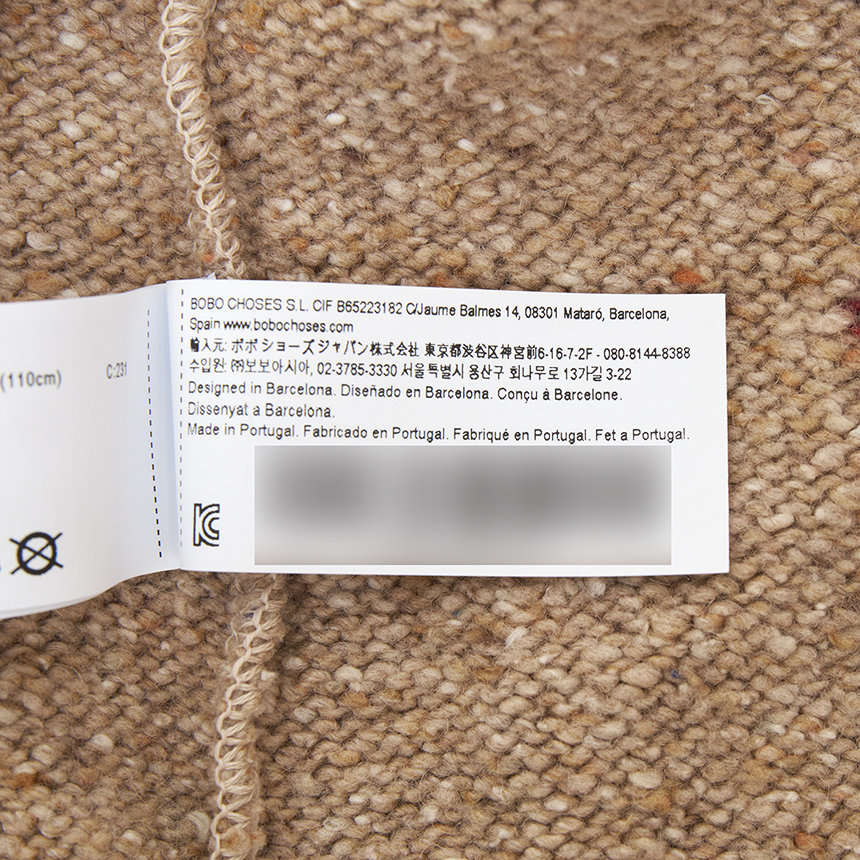 (110cm)
C:231
BOBO CHOSES S.L. CIF B65223182 C/Jaume Balmes 14, 08301 Mataró, Barcelona,
Spain www.bobochoses.com
輸入元: ボボショーズジャパン株式会社 東京都渋谷区神宮前6-16-7-2F - 080-8144-8388
수입원: ㈜보보아시아, 02-3785-3330 서울특별시 용산구 회나무로 13가길 3-22
Designed in Barcelona. Diseñado en Barcelona. Conçu à Barcelone.
Dissenyat a Barcelona.
Made in Portugal. Fabricado en Portugal. Fabriqué en Portugal. Fet a Portugal.